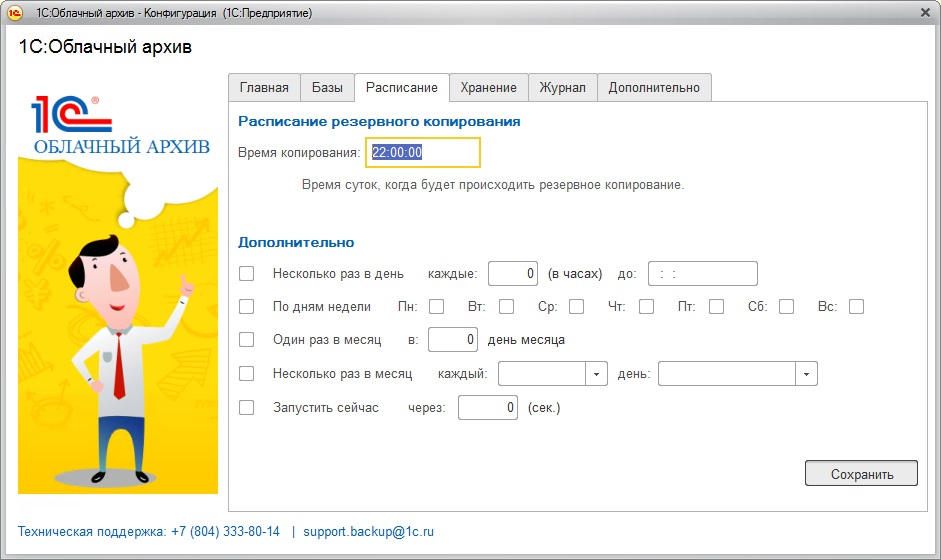 1С:Облачный архив - Конфигурация (1С:Предприятие)
1С:Облачный архив
1С®
ОБЛАЧНЫЙ АРХИВ
Главная Базы Расписание Хранение Журнал Дополнительно
Расписание резервного копирования
Время копирования: 22:00:00
Время суток, когда будет происходить резервное копирование.
Дополнительно
Несколько раз в день каждые: 0 (в часах) до: : :
По дням недели Пн: Вт: Ср: Чт: Пт: Сб: Вс:
Один раз в месяц в: 0 день месяца
Несколько раз в месяц каждый: день:
Запустить сейчас через: 0 (сек.)
Сохранить
Техническая поддержка: +7 (804) 333-80-14 | support.backup@1c.ru